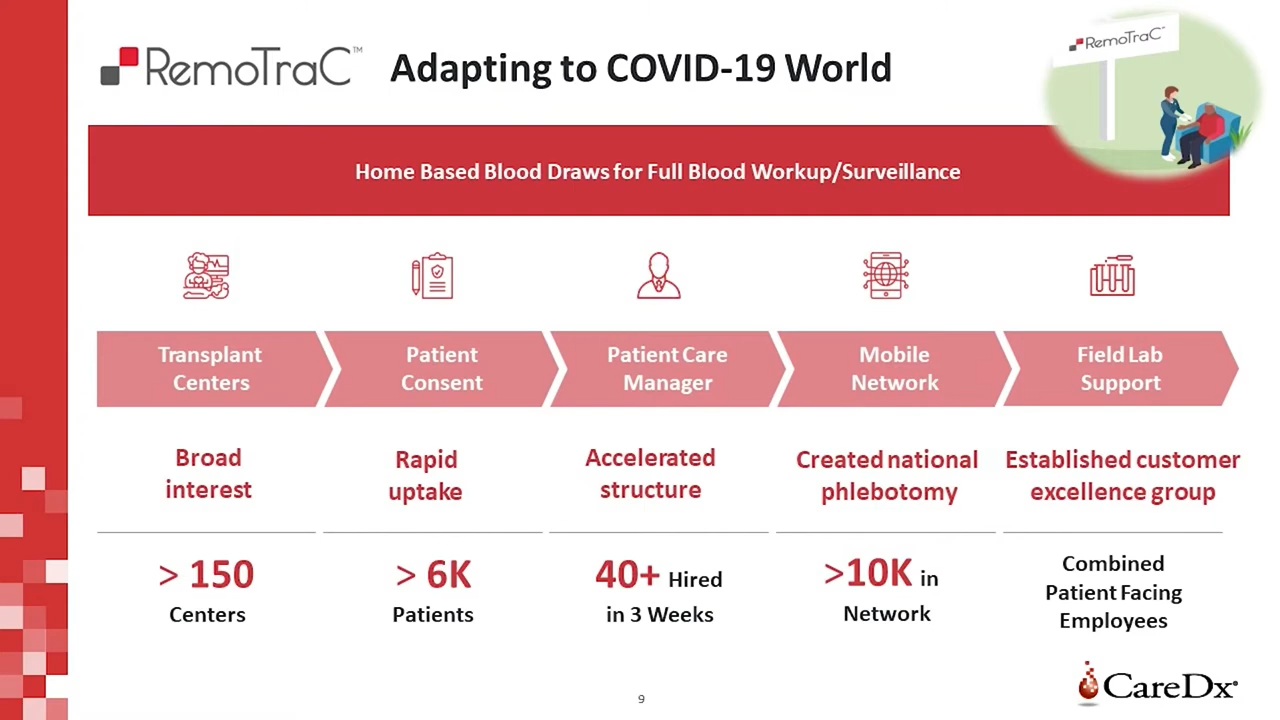 RemoTraC™
Adapting to COVID-19 World
RemoTraC™
Home Based Blood Draws for Full Blood Workup/Surveillance
Transplant
Centers
Patient
Consent
Patient Care
Manager
Mobile
Network
Field Lab
Support
Broad
interest
Rapid
uptake
Accelerated
structure
Created national
phlebotomy
Established customer
excellence group
> 150
Centers
> 6K
Patients
40+ Hired
in 3 Weeks
>10K in
Network
Combined
Patient Facing
Employees
9
CareDx®